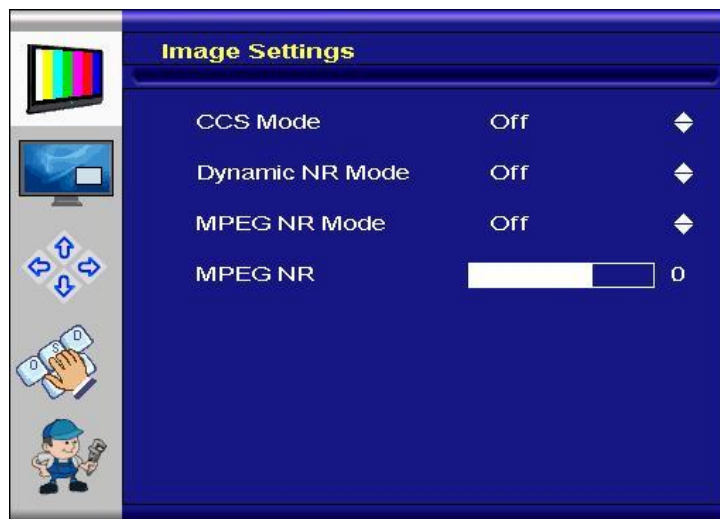 Image Settings
CCS Mode Off
Dynamic NR Mode Off
MPEG NR Mode Off
MPEG NR 0
O S D